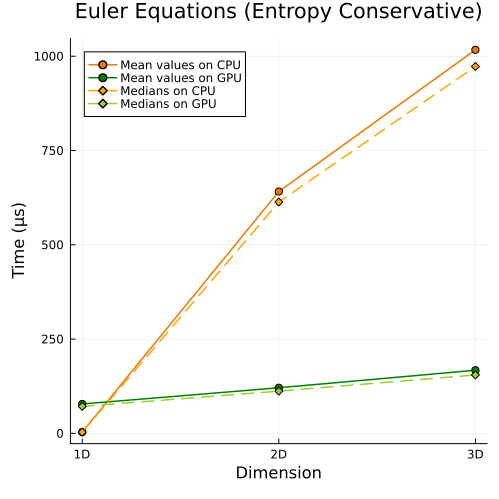 Euler Equations (Entropy Conservative)
Mean values on CPU
Mean values on GPU
Medians on CPU
Medians on GPU
Time (μs)
1000
750
500
250
0
1D
2D
3D
Dimension